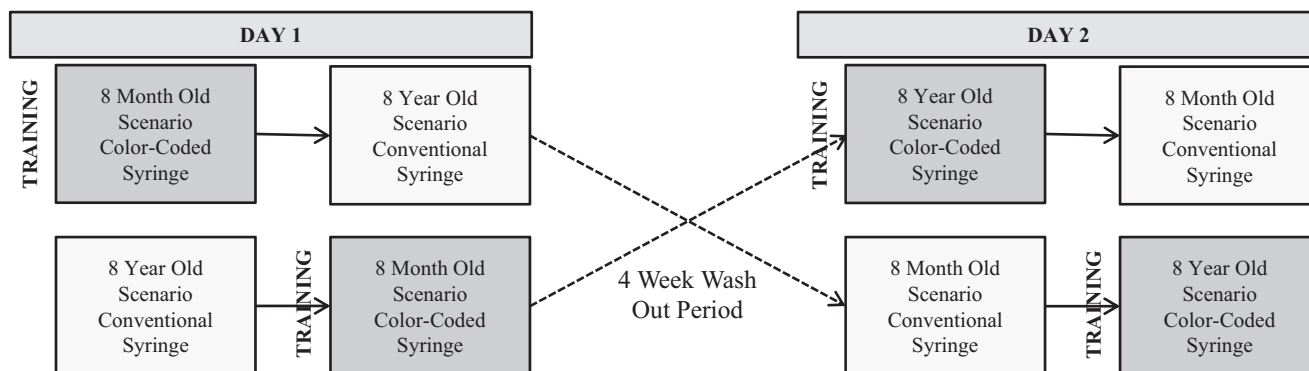 DAY 1
DAY 2
TRAINING
8 Month Old
Scenario
Color-Coded
Syringe
8 Year Old
Scenario
Conventional
Syringe
TRAINING
8 Year Old
Scenario
Color-Coded
Syringe
8 Month Old
Scenario
Conventional
Syringe
8 Year Old
Scenario
Conventional
Syringe
TRAINING
8 Month Old
Scenario
Color-Coded
Syringe
4 Week Wash
Out Period
8 Month Old
Scenario
Conventional
Syringe
TRAINING
8 Year Old
Scenario
Color-Coded
Syringe